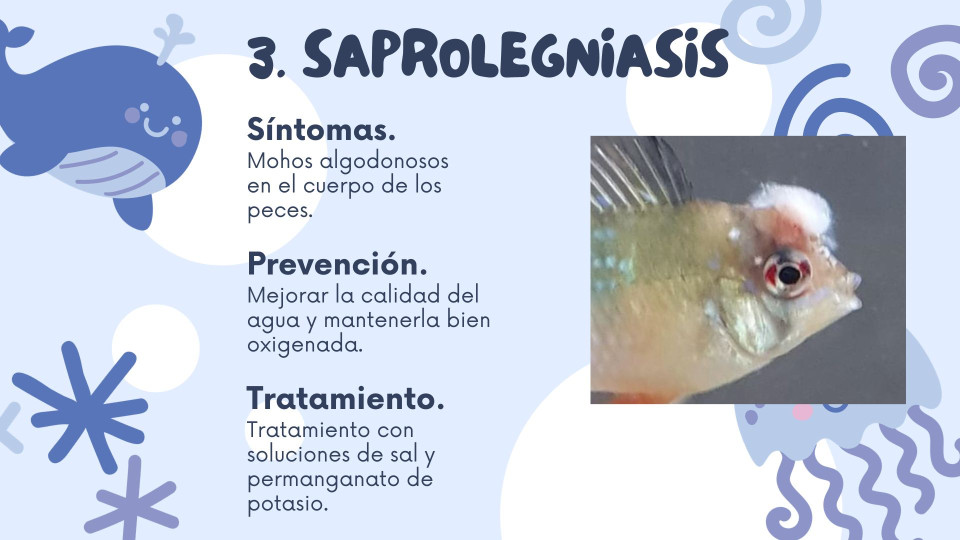 3. SAPROLEGNiASiS
Síntomas.
Mohos algodonosos
en el cuerpo de los
peces.
Prevención.
Mejorar la calidad del
agua y mantenerla bien
oxigenada.
Tratamiento.
Tratamiento con
soluciones de sal y
permanganato de
potasio.